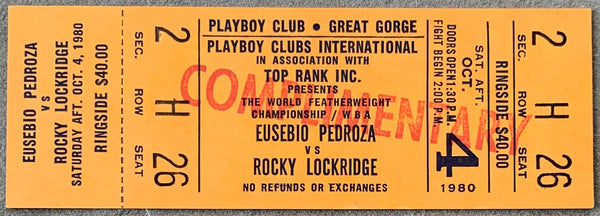 EUSEBIO PEDROZA
VS
ROCKY LOCKRIDGE
SATURDAY AFT. OCT. 4, 1980
RINGSIDE $40.00
SEC. 2
ROW H
SEAT 26
PLAYBOY CLUB • GREAT GORGE
PLAYBOY CLUBS INTERNATIONAL
IN ASSOCIATION WITH
TOP RANK INC.
PRESENTS
THE WORLD FEATHERWEIGHT
CHAMPIONSHIP / WBA
EUSEBIO PEDROZA
VS
ROCKY LOCKRIDGE
NO REFUNDS OR EXCHANGES
COMPLIMENTARY
DOORS OPEN 1:30 P.M.
FIGHT BEGIN 2:00 P.M.
SAT. AFT.
OCT.
4
1980
RINGSIDE $40.00
SEC. 2
ROW H
SEAT 26